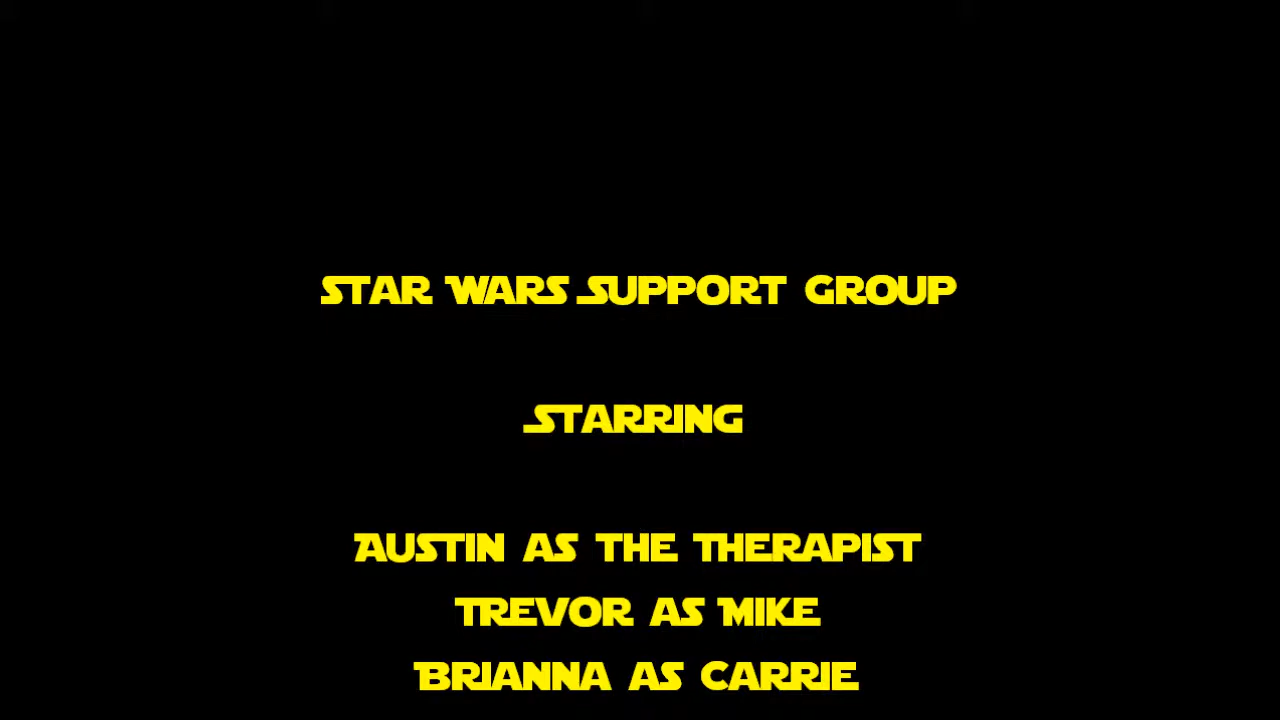 Star Wars Support Group
Starring
Austin as the Therapist
Trevor as Mike
Brianna as Carrie